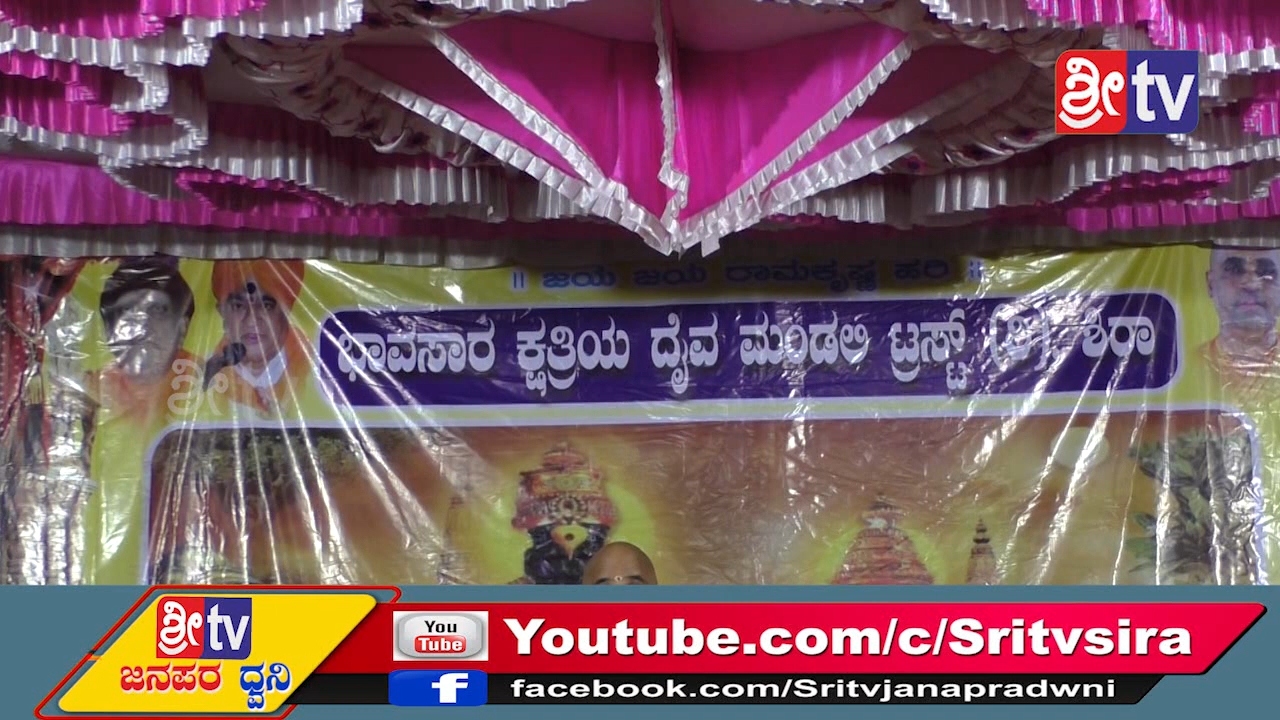 ಶ್ರೀ tv
॥ ಜಯ ಜಯ ರಾಮಕೃಷ್ಣ ಹರಿ ॥
ಭಾವಸಾರ ಕ್ಷತ್ರಿಯ ದೈವ ಮಂಡಲಿ ಟ್ರಸ್ಟ್ (ರಿ). ಶಿರಾ
ಶ್ರೀ
ಶ್ರೀ tv
ಜನಪರ ಧ್ವನಿ
You Tube
Youtube.com/c/Sritvsira
f
facebook.com/Sritvjanapradwni